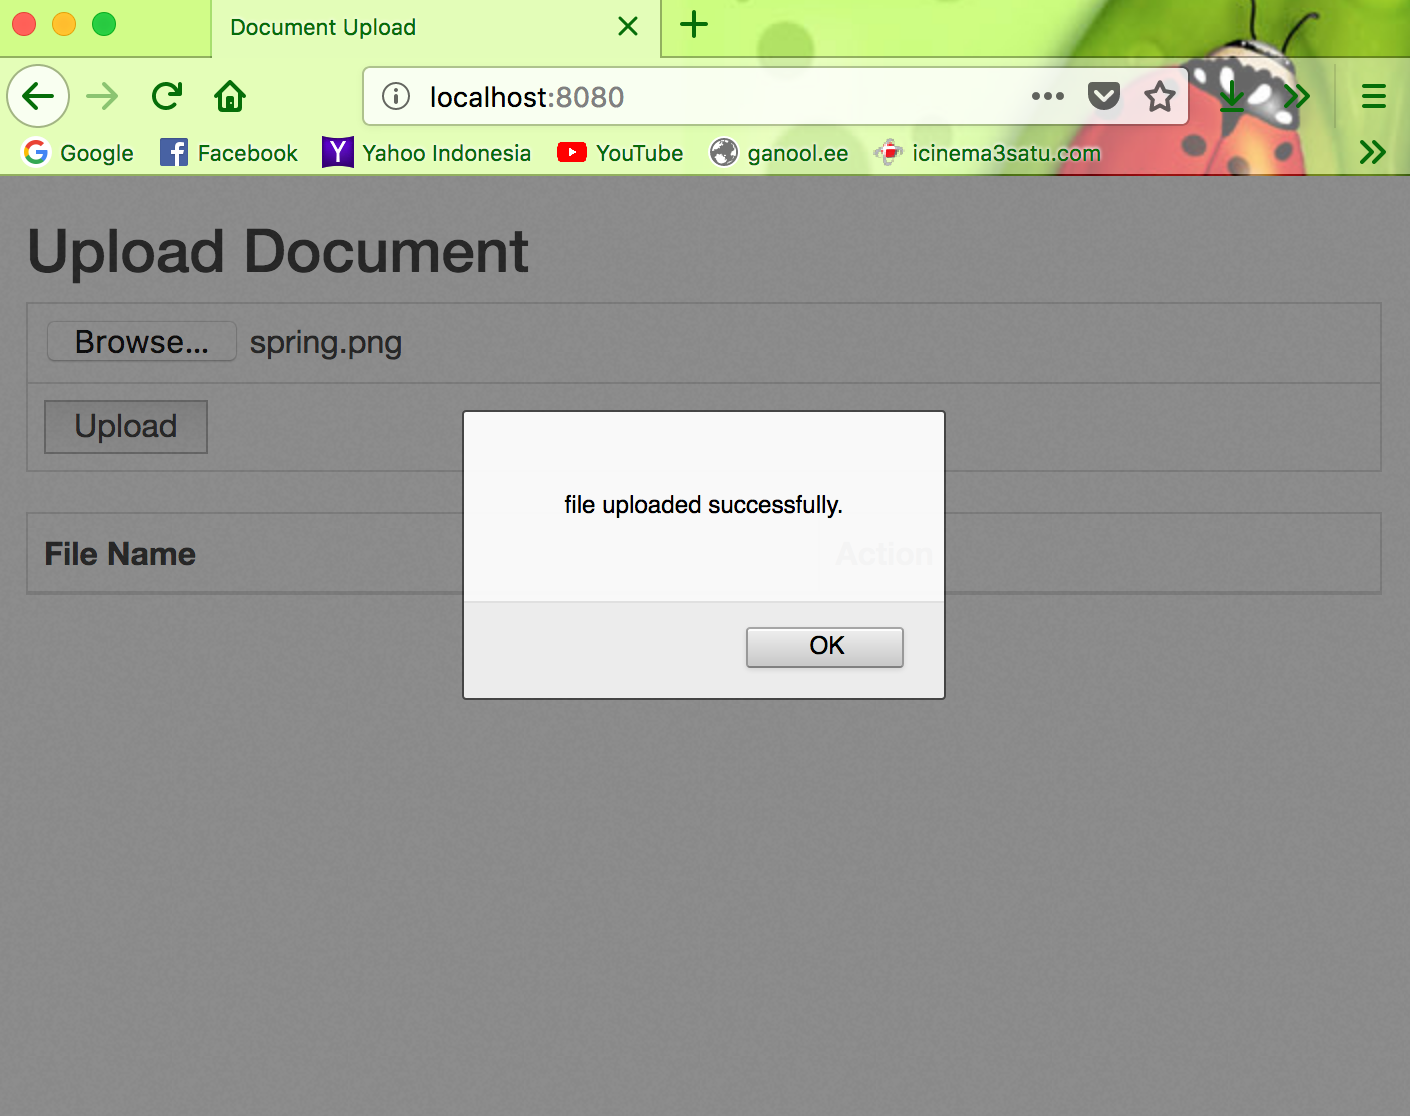 Document Upload
localhost:8080
Google Facebook Yahoo Indonesia YouTube ganool.ee icinema3satu.com
Upload Document
Browse... spring.png
Upload
file uploaded successfully.
File Name Action
OK